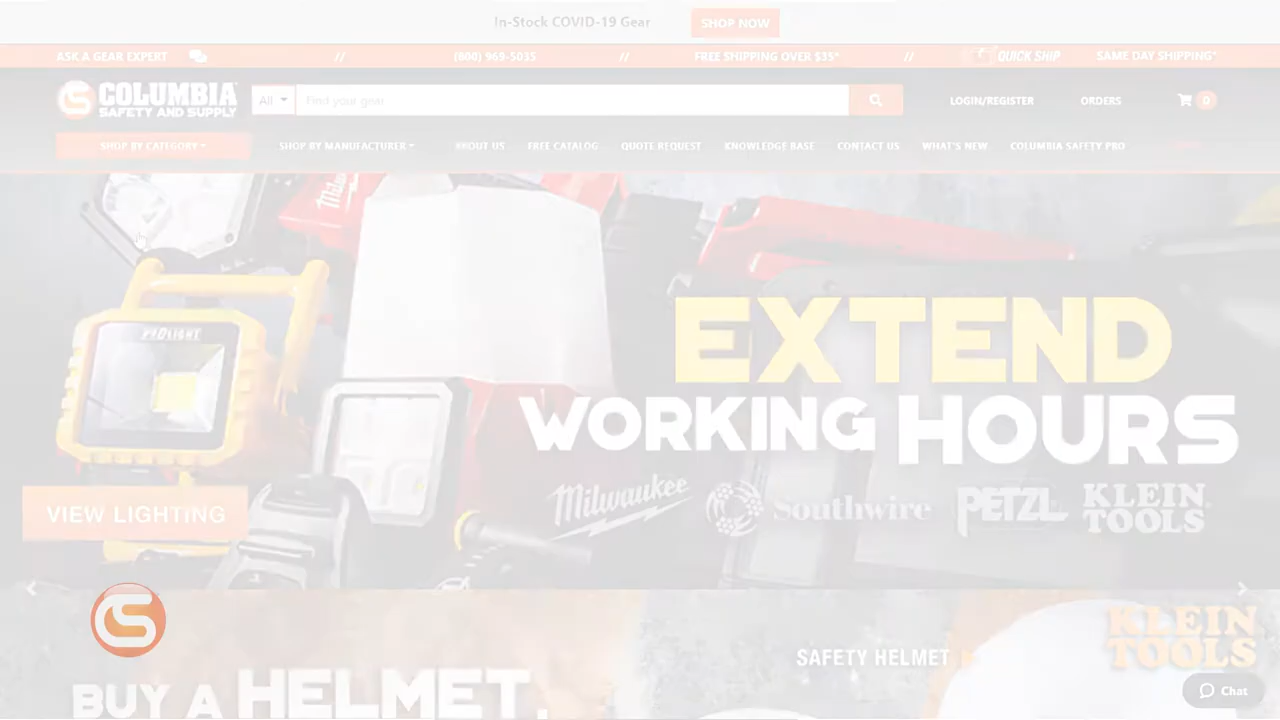 In-Stock COVID-19 Gear SHOP NOW
ASK A GEAR EXPERT // (800) 969-5035 // FREE SHIPPING OVER $35* // QUICK SHIP SAME DAY SHIPPING*
COLUMBIA
SAFETY AND SUPPLY
All Find your gear LOGIN/REGISTER ORDERS 0
SHOP BY CATEGORY SHOP BY MANUFACTURER ABOUT US FREE CATALOG QUOTE REQUEST KNOWLEDGE BASE CONTACT US WHAT'S NEW COLUMBIA SAFETY PRO
PROLIGHT
EXTEND
WORKING HOURS
Milwaukee Southwire PETZL KLEIN TOOLS
VIEW LIGHTING
KLEIN
TOOLS
SAFETY HELMET
BUY A HELMET.
Chat